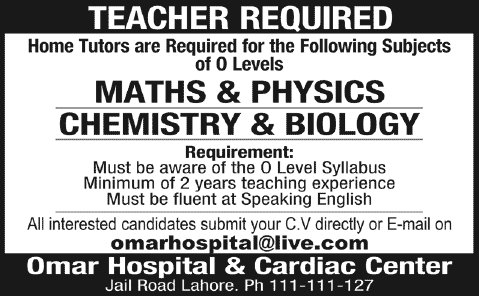 TEACHER REQUIRED
Home Tutors are Required for the Following Subjects
of O Levels
MATHS & PHYSICS
CHEMISTRY & BIOLOGY
Requirement:
Must be aware of the O Level Syllabus
Minimum of 2 years teaching experience
Must be fluent at Speaking English
All interested candidates submit your C.V directly or E-mail on
omarhospital@live.com
Omar Hospital & Cardiac Center
Jail Road Lahore. Ph 111-111-127